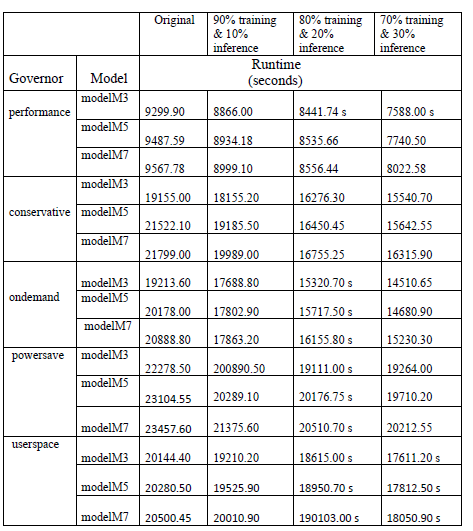 Original 90% training 80% training 70% training
& 10% & 20% & 30%
inference inference inference
Runtime
Governor Model (seconds)
performance modelM3 9299.90 8866.00 8441.74 s 7588.00 s
modelM5 9487.59 8934.18 8535.66 7740.50
modelM7 9567.78 8999.10 8556.44 8022.58
conservative modelM3 19155.00 18155.20 16276.30 15540.70
modelM5 21522.10 19185.50 16450.45 15642.55
modelM7 21799.00 19989.00 16755.25 16315.90
ondemand modelM3 19213.60 17688.80 15320.70 s 14510.65
modelM5 20178.00 17802.90 15717.50 s 14680.90
modelM7 20888.80 17863.20 16155.80 s 15230.30
powersave modelM3 22278.50 200890.50 19111.00 s 19264.00
modelM5 23104.55 20289.10 20176.75 s 19710.20
modelM7 23457.60 21375.60 20510.70 s 20212.55
userspace modelM3 20144.40 19210.20 18615.00 s 17611.20 s
modelM5 20280.50 19525.90 18950.70 s 17812.50 s
modelM7 20500.45 20010.90 190103.00 s 18050.90 s